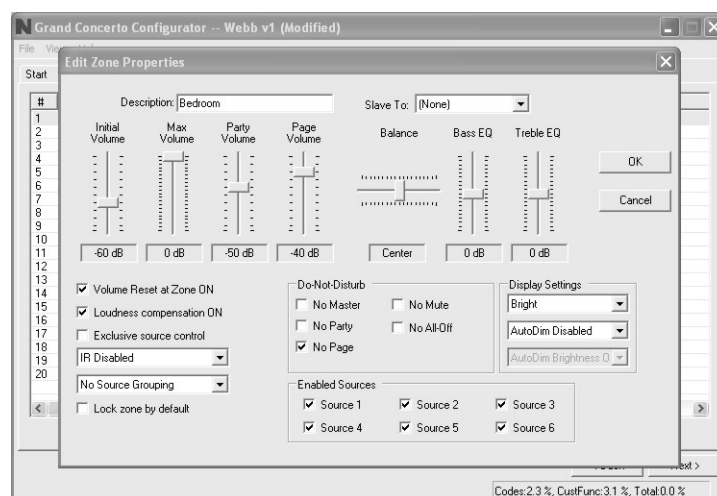 Grand Concerto Configurator -- Webb v1 (Modified)
File
Start
Edit Zone Properties
#
1
2
3
4
5
6
7
8
9
10
11
12
13
14
15
16
17
18
19
20
Description: Bedroom
Slave To: (None)
Initial Volume
Max Volume
Party Volume
Page Volume
Balance
Bass EQ
Treble EQ
-60 dB
0 dB
-50 dB
-40 dB
Center
0 dB
0 dB
OK
Cancel
Volume Reset at Zone ON
Loudness compensation ON
Exclusive source control
IR Disabled
No Source Grouping
Lock zone by default
Do-Not-Disturb
No Master
No Mute
No Party
No All-Off
No Page
Display Settings
Bright
AutoDim Disabled
AutoDim Brightness
Enabled Sources
Source 1
Source 2
Source 3
Source 4
Source 5
Source 6
Codes:2.3 %, CustFunc:3.1 %, Total:0.0 %